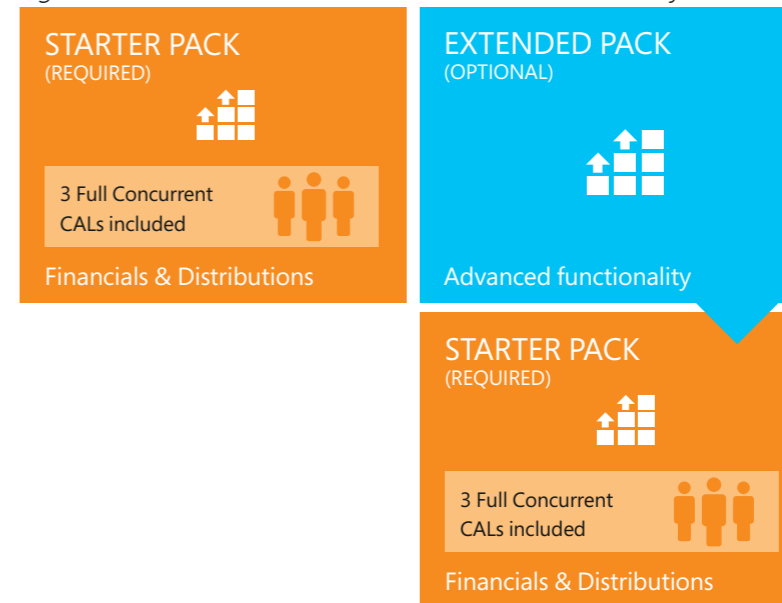 STARTER PACK
(REQUIRED)
3 Full Concurrent
CALs included
Financials & Distributions
EXTENDED PACK
(OPTIONAL)
Advanced functionality
STARTER PACK
(REQUIRED)
3 Full Concurrent
CALs included
Financials & Distributions